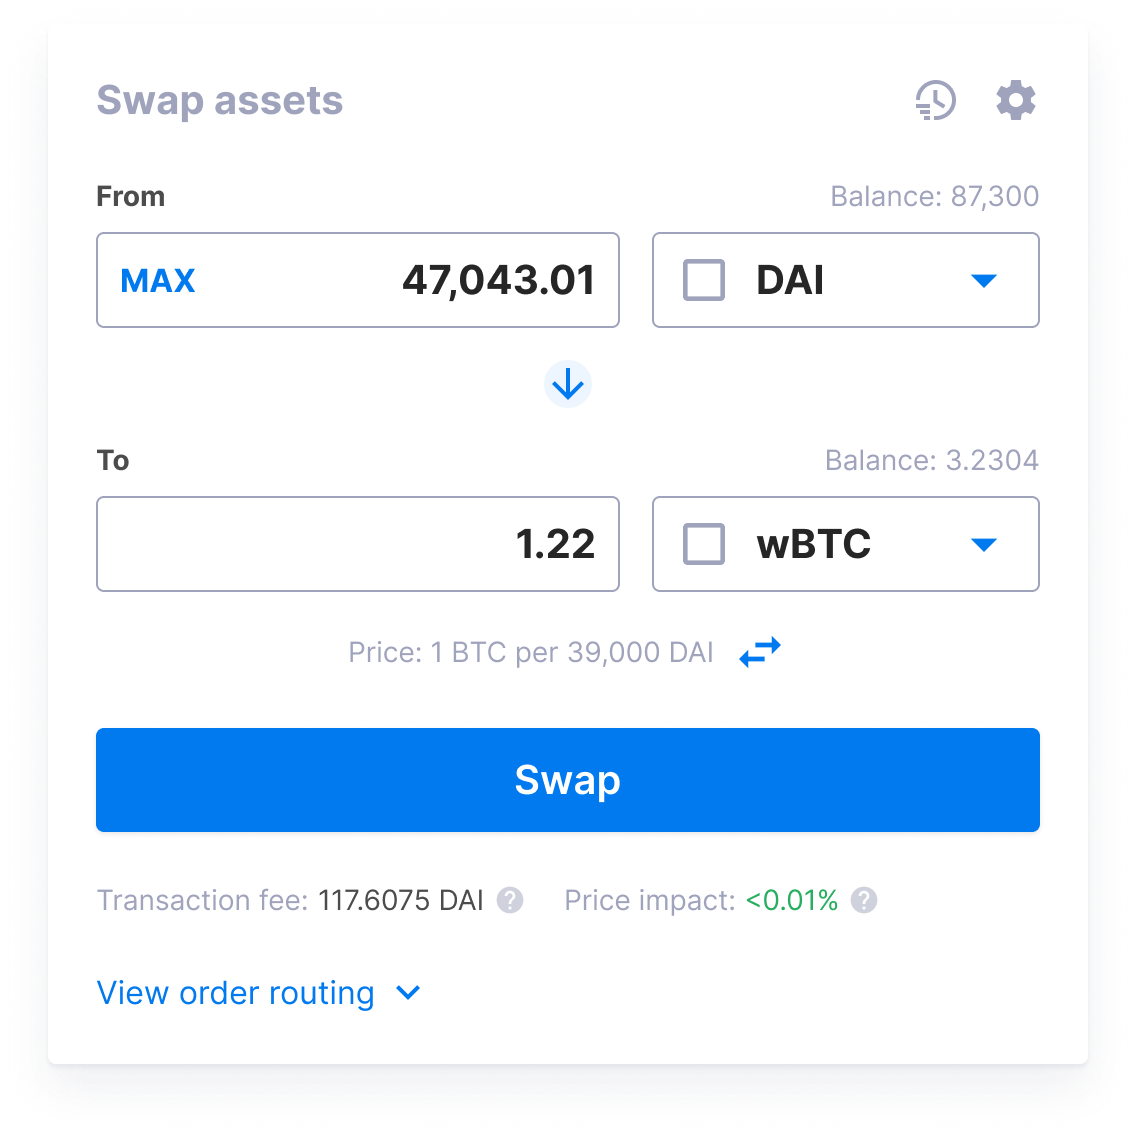 Swap assets
From
Balance: 87,300
MAX
47,043.01
DAI
To
Balance: 3.2304
1.22
wBTC
Price: 1 BTC per 39,000 DAI
Swap
Transaction fee: 117.6075 DAI ?
Price impact: <0.01% ?
View order routing